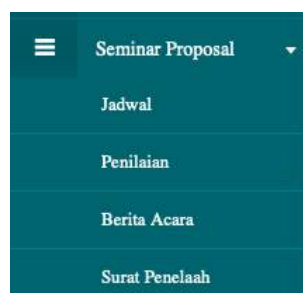 Seminar Proposal
Jadwal
Penilaian
Berita Acara
Surat Penelaah